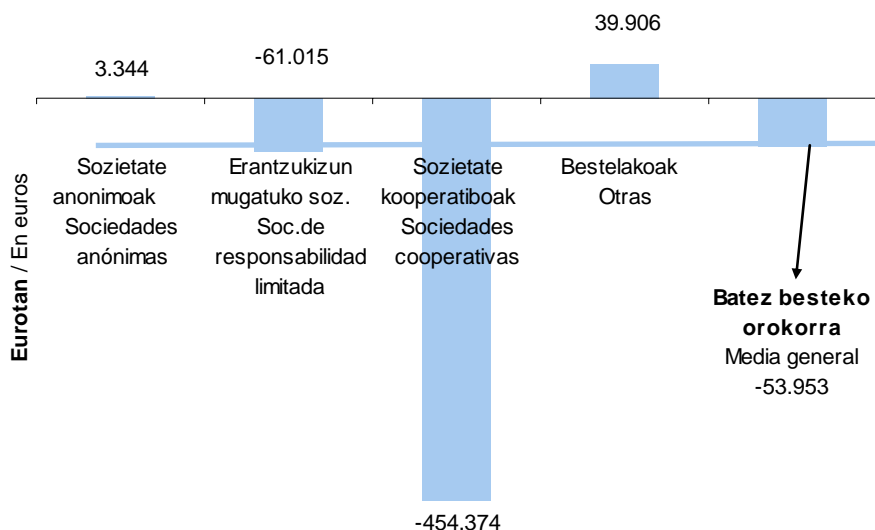 3.344
-61.015
39.906
Eurotan / En euros
Sozietate
anonimoak
Sociedades
anónimas
Erantzukizun
mugatuko soz.
Soc.de
responsabilidad
limitada
Sozietate
kooperatiboak
Sociedades
cooperativas
Bestelakoak
Otras
Batez besteko
orokorra
Media general
-53.953
-454.374